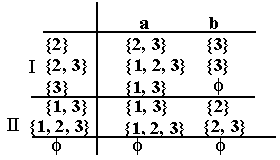 a b
{2} {2, 3} {3}
I {2, 3} {1, 2, 3} {3}
{3} {1, 3} ϕ
{1, 3} {1, 3} {2}
II {1, 2, 3} {1, 2, 3} {2, 3}
ϕ ϕ ϕ